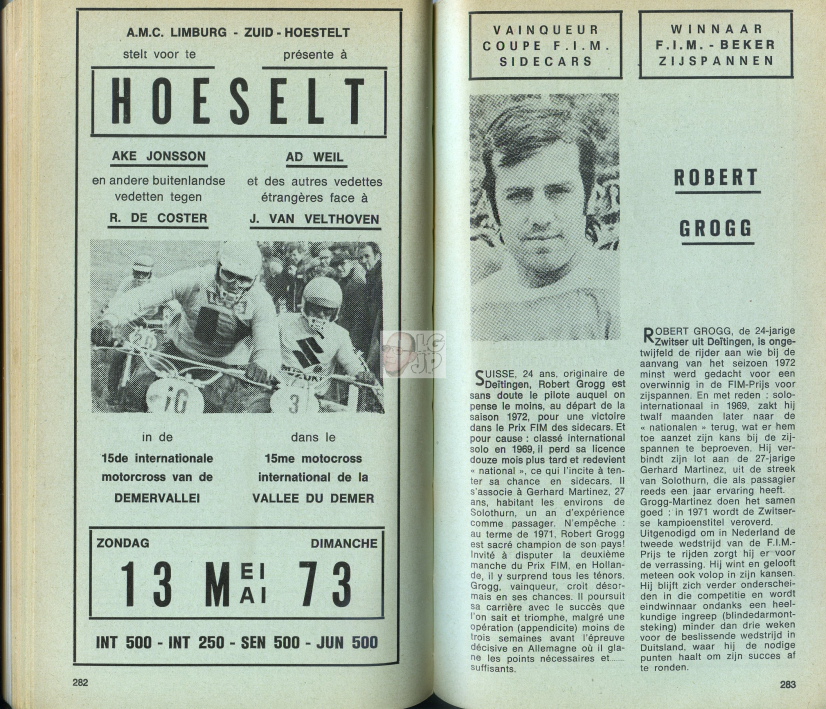 A.M.C. LIMBURG - ZUID-HOESTELT
stelt voor te
présente à
HOESELT
AKE JONSSON
en andere buitenlandse
vedetten tegen
R. DE COSTER
AD WEIL
et des autres vedettes
étrangères face à
J. VAN VELTHOVEN
10
3
SUZUKI
OLG
JP
in de
15de internationale
motorcross van de
DEMERVALLEI
dans le
15me motocross
international de la
VALLEE DU DEMER
ZONDAG
DIMANCHE
13 MEI 73
MAI
INT 500 - INT 250 - SEN 500 - JUN 500
282
VAINQUEUR
COUPE F.I.M.
SIDECARS
SUISSE, 24 ans, originaire de
Deïtingen, Robert Grogg est
sans doute le pilote auquel on
pense le moins, au départ de la
saison 1972, pour une victoire
dans le Prix FIM des sidecars. Et
pour cause : classé international
solo en 1969, il perd sa licence
douze mois plus tard et redevient
« national », ce qui l'incite à ten-
ter sa chance en sidecars. Il
s'associe à Gerhard Martinez, 27
ans, habitant les environs de
Solothurn, un an d'expérience
comme passager. N'empêche :
au terme de 1971, Robert Grogg
est sacré champion de son pays!
Invité à disputer la deuxième
manche du Prix FIM, en Hollan-
de, il y surprend tous les ténors.
Grogg, vainqueur, croit désor-
mais en ses chances. Il poursuit
sa carrière avec le succès que
l'on sait et triomphe, malgré une
opération (appendicite) moins de
trois semaines avant l'épreuve
décisive en Allemagne où il gla-
ne les points nécessaires et......
suffisants.
WINNAAR
F.I.M. - BEKER
ZIJSPANNEN
ROBERT
GROGG
ROBERT GROGG, de 24-jarige
Zwitser uit Deïtingen, is onge-
twijfeld de rijder aan wie bij de
aanvang van het seizoen 1972
minst werd gedacht voor een
overwinnig in de FIM-Prijs voor
zijspannen. En met reden : solo-
internationaal in 1969, zakt hij
twalf maanden later naar de
« nationalen » terug, wat er hem
toe aanzet zijn kans bij de zij-
spannen te beproeven. Hij ver-
bindt zijn lot aan de 27-jarige
Gerhard Martinez, uit de streek
van Solothurn, die als passagier
reeds een jaar ervaring heeft.
Grogg-Martinez doen het samen
goed : in 1971 wordt de Zwitser-
se kampioenstitel veroverd.
Uitgenodigd om in Nederland de
tweede wedstrijd van de F.I.M.-
Prijs te rijden zorgt hij er voor
de verrassing. Hij wint en gelooft
meteen ook volop in zijn kansen.
Hij blijft zich verder onderschei-
den in die competitie en wordt
eindwinnaar ondanks een heel-
kundige ingreep (blindedarmont-
steking) minder dan drie weken
voor de beslissende wedstrijd in
Duitsland, waar hij de nodige
punten haalt om zijn succes af
te ronden.
283